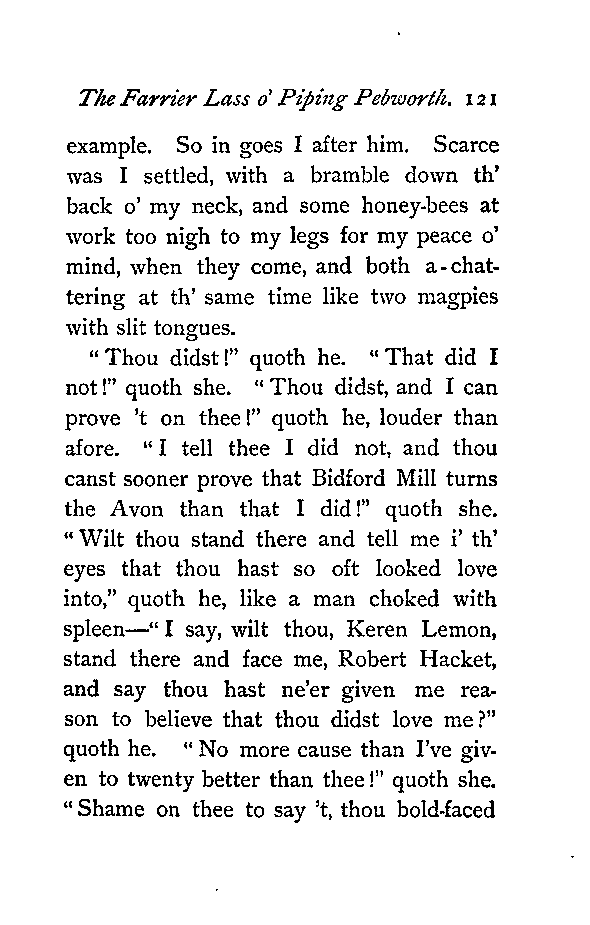 The Farrier Lass o' Piping Pebworth. 121
example. So in goes I after him. Scarce
was I settled, with a bramble down th'
back o' my neck, and some honey-bees at
work too nigh to my legs for my peace o'
mind, when they come, and both a-chat-
tering at th' same time like two magpies
with slit tongues.
"Thou didst!" quoth he. "That did I
not!" quoth she. "Thou didst, and I can
prove 't on thee!" quoth he, louder than
afore. "I tell thee I did not, and thou
canst sooner prove that Bidford Mill turns
the Avon than that I did!" quoth she.
"Wilt thou stand there and tell me i' th'
eyes that thou hast so oft looked love
into," quoth he, like a man choked with
spleen—"I say, wilt thou, Keren Lemon,
stand there and face me, Robert Hacket,
and say thou hast ne'er given me rea-
son to believe that thou didst love me?"
quoth he. "No more cause than I've giv-
en to twenty better than thee!" quoth she.
"Shame on thee to say 't, thou bold-faced